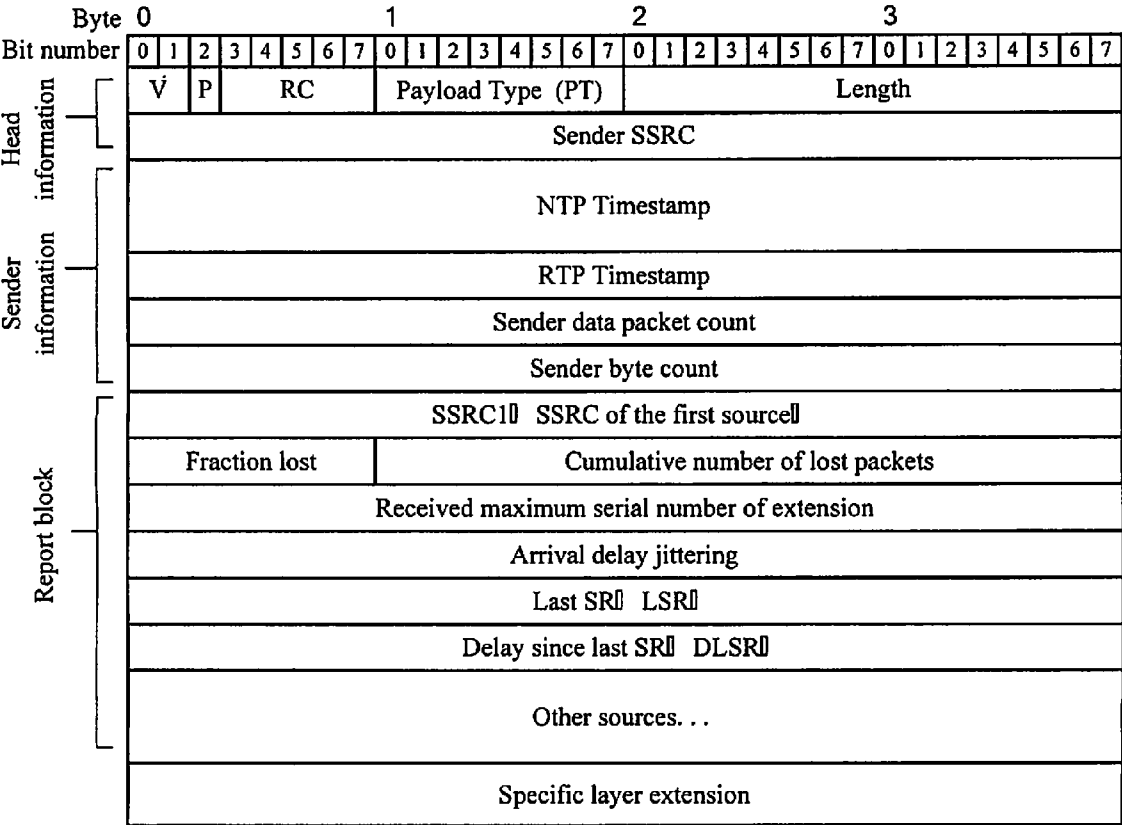 Byte 0 1 2 3
Bit number 0 1 2 3 4 5 6 7 0 1 2 3 4 5 6 7 0 1 2 3 4 5 6 7 0 1 2 3 4 5 6 7
V P RC Payload Type (PT) Length
Head information
Sender SSRC
Sender information
NTP Timestamp
RTP Timestamp
Sender data packet count
Sender byte count
Report block
SSRC1▯ SSRC of the first source▯
Fraction lost Cumulative number of lost packets
Received maximum serial number of extension
Arrival delay jittering
Last SR▯ LSR▯
Delay since last SR▯ DLSR▯
Other sources. . .
Specific layer extension